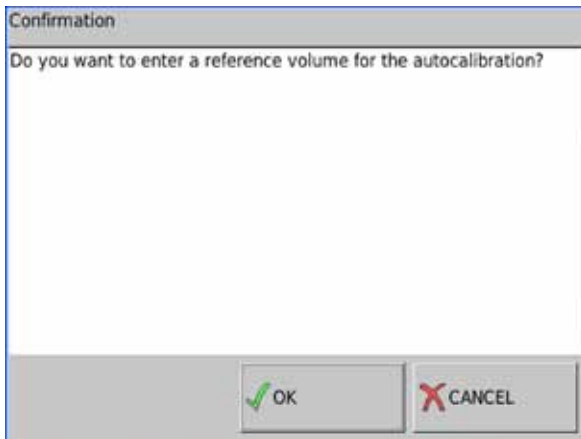 Confirmation
Do you want to enter a reference volume for the autocalibration?
OK
CANCEL